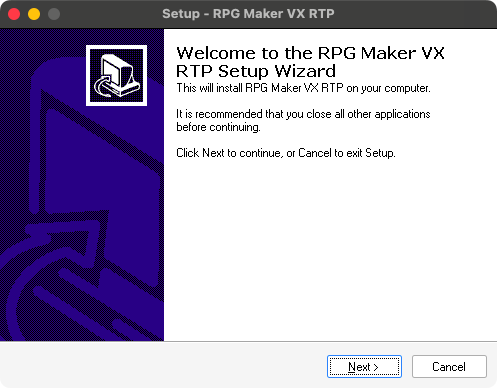 Setup - RPG Maker VX RTP
Welcome to the RPG Maker VX
RTP Setup Wizard
This will install RPG Maker VX RTP on your computer.
It is recommended that you close all other applications
before continuing.
Click Next to continue, or Cancel to exit Setup.
Next >
Cancel